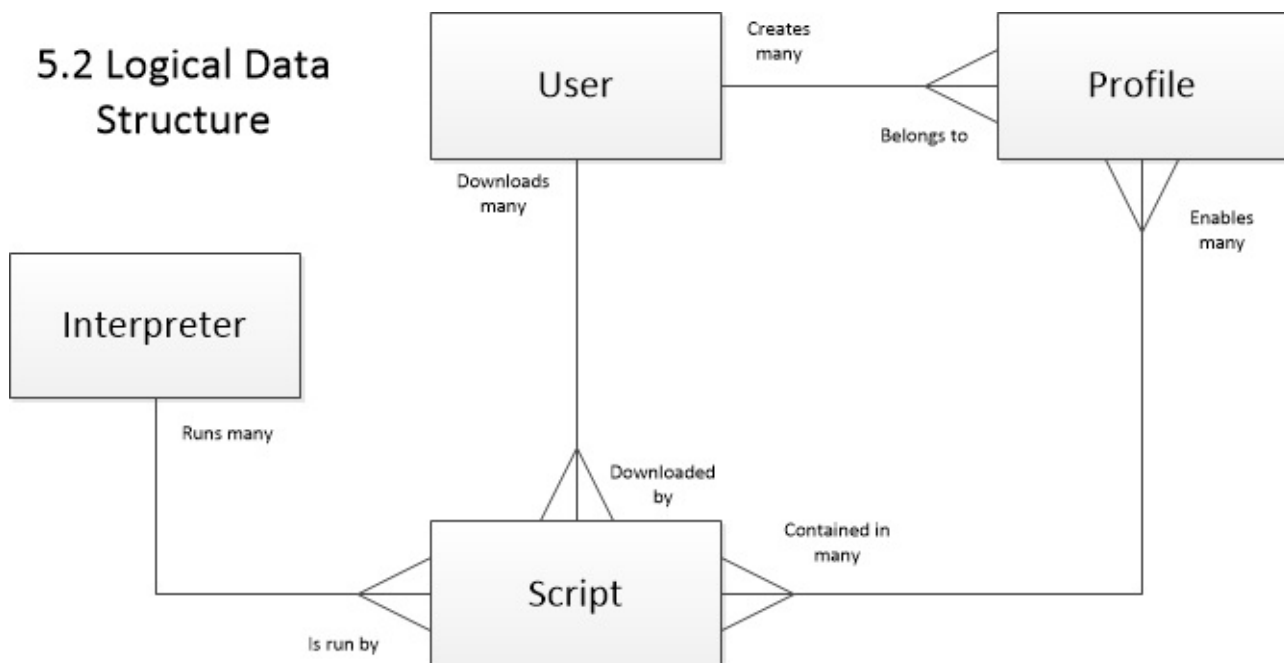 5.2 Logical Data
Structure
User
Creates
many
Belongs to
Profile
Downloads
many
Enables
many
Interpreter
Runs many
Downloaded
by
Contained in
many
Script
Is run by